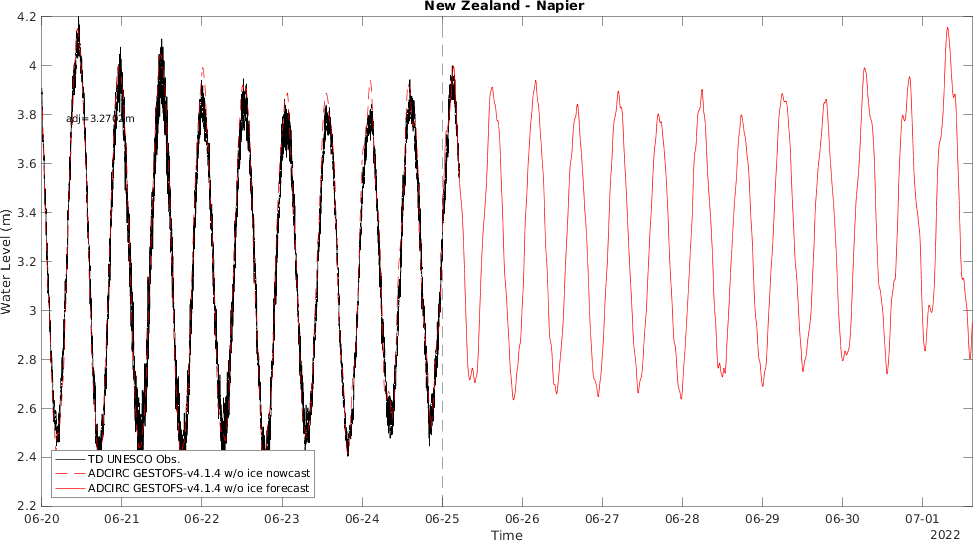 New Zealand - Napier
4.2
4
3.8
3.6
3.4
3.2
3
2.8
2.6
2.4
2.2
Water Level (m)
adj=3.2702m
TD UNESCO Obs.
ADCIRC GESTOFS-v4.1.4 w/o ice nowcast
ADCIRC GESTOFS-v4.1.4 w/o ice forecast
06-20 06-21 06-22 06-23 06-24 06-25 06-26 06-27 06-28 06-29 06-30 07-01
2022
Time